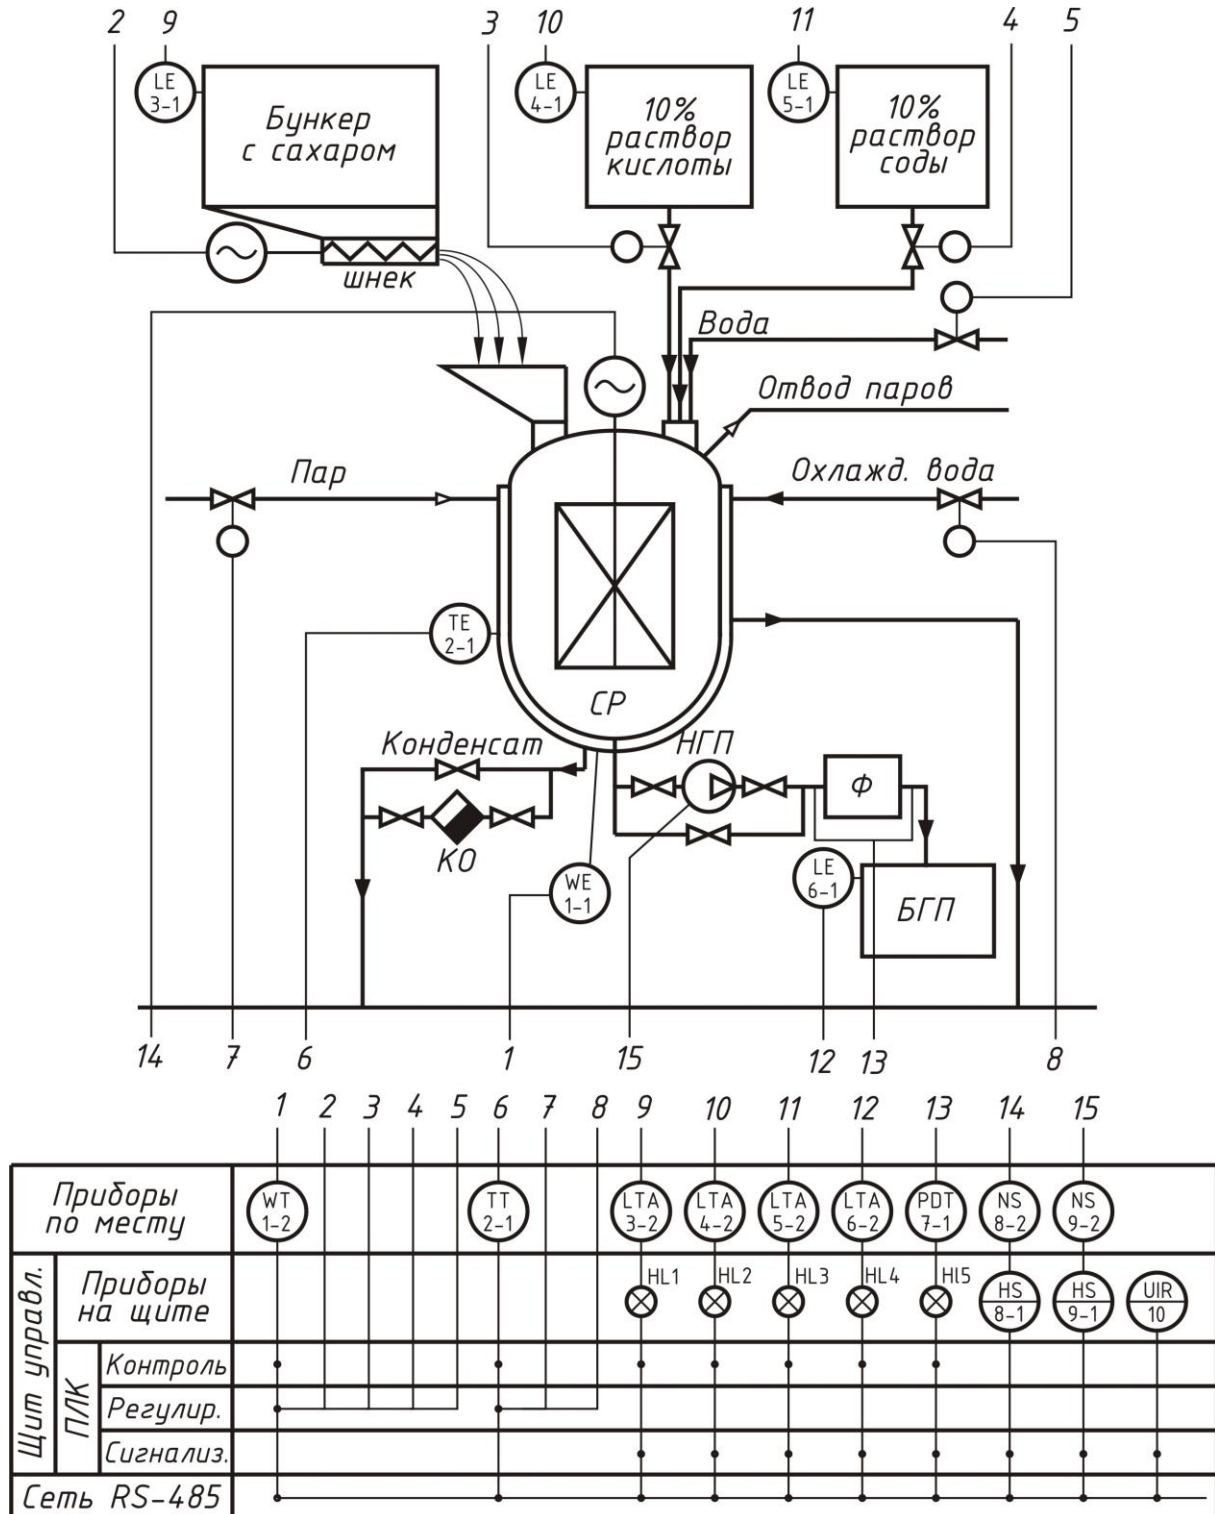 2 9 3 10 11 4 5
LE
3-1
Бункер
с сахаром
LE
4-1
10%
раствор
кислоты
LE
5-1
10%
раствор
соды
шнек
Вода
Отвод паров
Пар
Охлажд. вода
TE
2-1
СР
Конденсат
НГП
Ф
КО
WE
1-1
LE
6-1
БГП
14 7 6 1 15 12 13 8
1 2 3 4 5 6 7 8 9 10 11 12 13 14 15
Приборы
по месту
WT
1-2
TT
2-1
LTA
3-2
LTA
4-2
LTA
5-2
LTA
6-2
PDT
7-1
NS
8-2
NS
9-2
Щит управл.
Приборы
на щите
HL1
HL2
HL3
HL4
Hl5
HS
8-1
HS
9-1
UIR
10
ПЛК
Контроль
Регулир.
Сигнализ.
Сеть RS-485